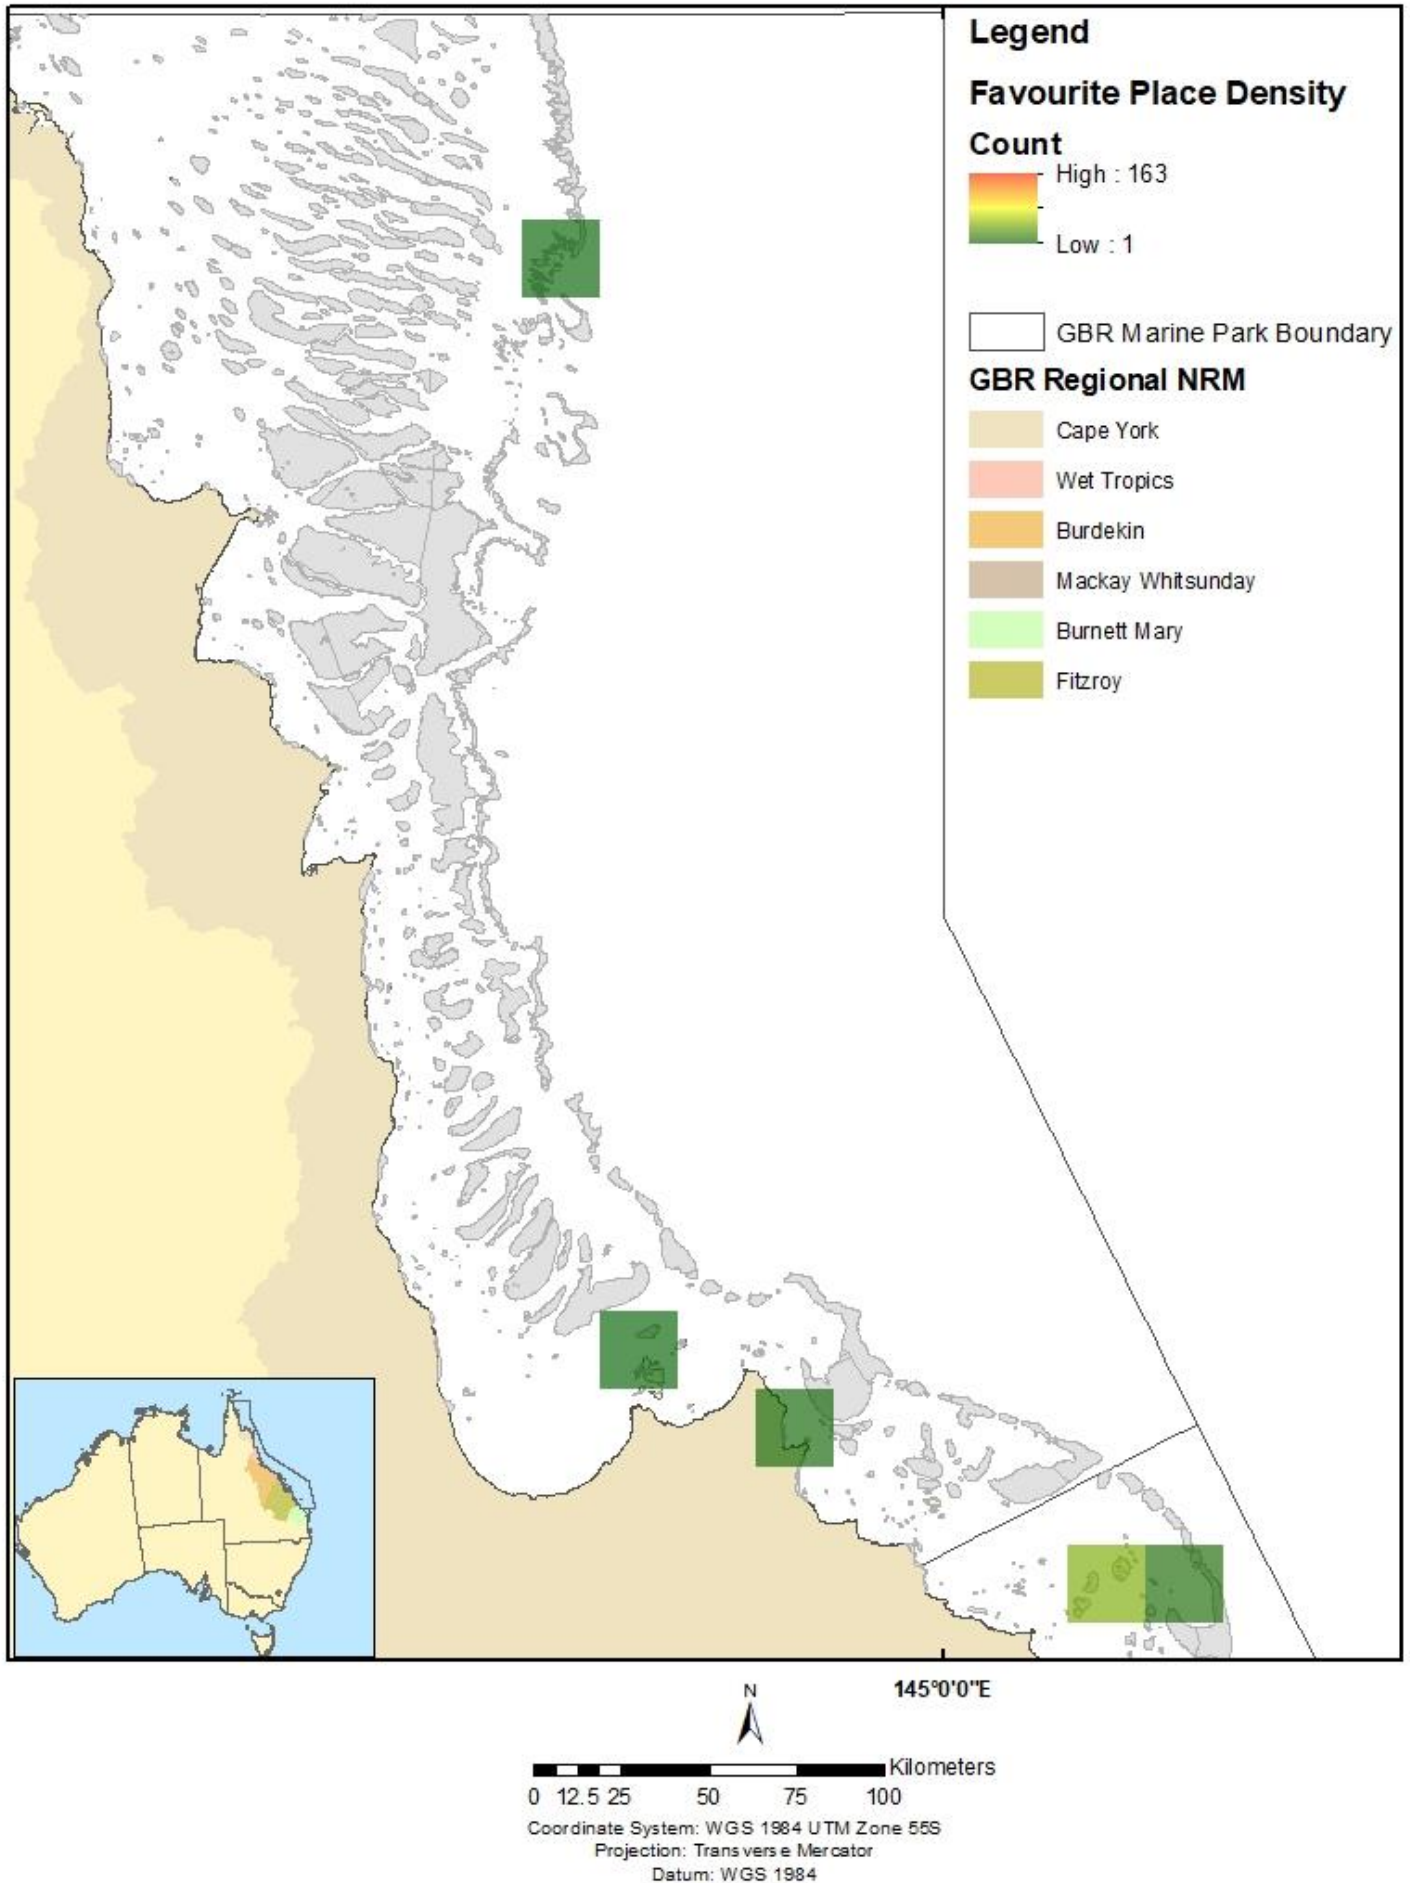 Legend
Favourite Place Density
Count
High : 163
Low : 1
GBR Marine Park Boundary
GBR Regional NRM
Cape York
Wet Tropics
Burdekin
Mackay Whitsunday
Burnett Mary
Fitzroy
145°0'0"E
N
Kilometers
0 12.5 25 50 75 100
Coordinate System: WGS 1984 UTM Zone 55S
Projection: Transverse Mercator
Datum: WGS 1984